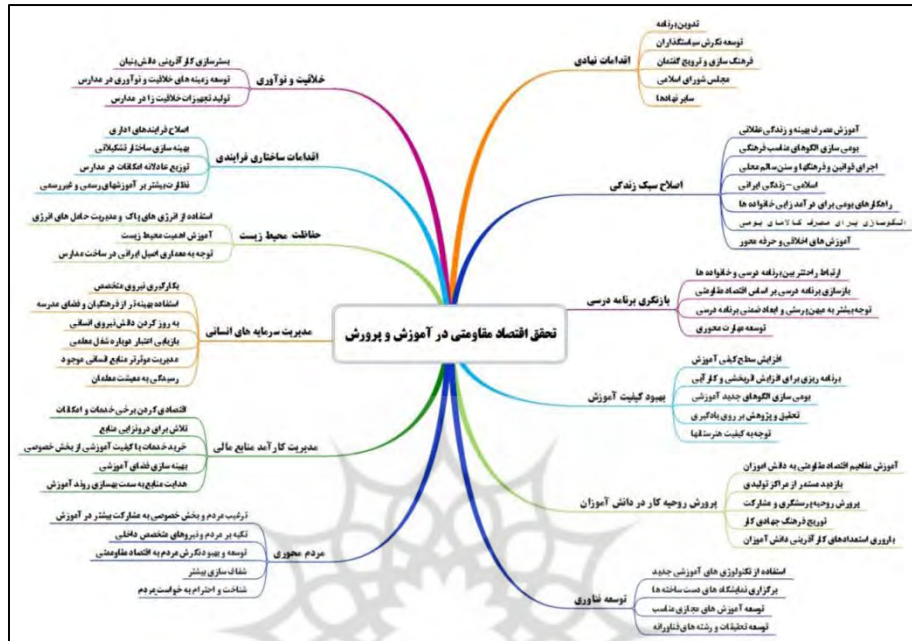 تحقق اقتصاد مقاومتی در آموزش و پرورش
اقدامات نهادی
تدوین برنامه
توسعه نگرش سیاستگذاران
فرهنگ سازی و ترویج گفتمان
مجلس شورای اسلامی
سایر نهادها
اصلاح سبک زندگی
آموزش مصرف بهینه و زندگی عقلانی
بومی سازی الگوهای مناسب فرهنگی
اجرای قوانین و فرهنگها و سنن سالم محلی
اسلامی – زندگی ایرانی
راهکارهای بومی برای درآمدزایی خانواده ها
الگوسازی برای مصرف کالاهای بومی
آموزش های اخلاقی و حرفه محور
بازنگری برنامه درسی
ارتباط راحتتر بین برنامه درسی و خانواده ها
بازسازی برنامه درسی بر اساس اقتصاد مقاومتی
توجه بیشتر به میهن پرستی و ابعاد ضمنی برنامه درسی
توسعه مهارت محوری
بهبود کیفیت آموزش
افزایش سطح کیفی آموزش
برنامه ریزی برای افزایش اثربخشی و کارآیی
بومی سازی الگوهای جدید آموزشی
تحقیق و پژوهش بر روی یادگیری
توجه به کیفیت هنرستانها
پرورش روحیه کار در دانش آموزان
آموزش مفاهیم اقتصاد مقاومتی به دانش آموزان
بازدید مستمر از مراکز تولیدی
پرورش روحیه پرسشگری و مشارکت
ترویج فرهنگ جهادی کار
باروری استعدادهای کارآفرینی دانش آموزان
توسعه فناوری
استفاده از تکنولوژی های آموزشی جدید
برگزاری نمایشگاه های دست ساخته ها
توسعه آموزش های مجازی مناسب
توسعه تحقیقات و رشته های فناورانه
خلاقیت و نوآوری
بسترسازی کارآفرینی دانش بنیان
توسعه زمینه های خلاقیت و نوآوری در مدارس
تولید تجهیزات خلاقیت زا در مدارس
اقدامات ساختاری فرایندی
اصلاح فرایندهای اداری
بهینه سازی ساختار تشکیلاتی
توزیع عادلانه امکانات در مدارس
نظارت بیشتر بر آموزشهای رسمی و غیررسمی
حفاظت محیط زیست
استفاده از انرژی های پاک و مدیریت حامل های انرژی
آموزش اهمیت محیط زیست
توجه به معماری اصیل ایرانی در ساخت مدارس
مدیریت سرمایه های انسانی
بکارگیری نیروی متخصص
استفاده بهینه تر از فرهنگیان و فضای مدرسه
به روز کردن دانش نیروی انسانی
بازیابی اعتبار دوباره شغل معلمی
مدیریت موثرتر منابع انسانی موجود
رسیدگی به معیشت معلمان
مدیریت کارآمد منابع مالی
اقتصادی کردن برخی خدمات و امکانات
تلاش برای درونزایی منابع
خرید خدمات با کیفیت آموزشی از بخش خصوصی
بهینه سازی فضای آموزشی
هدایت منابع به سمت بهسازی روند آموزش
مردم محوری
ترغیب مردم و بخش خصوصی به مشارکت بیشتر در آموزش
تکیه بر مردم و نیروهای متخصص داخلی
توسعه و بهبود نگرش مردم به اقتصاد مقاومتی
شفاف سازی بیشتر
شناخت و احترام به خواست مردم